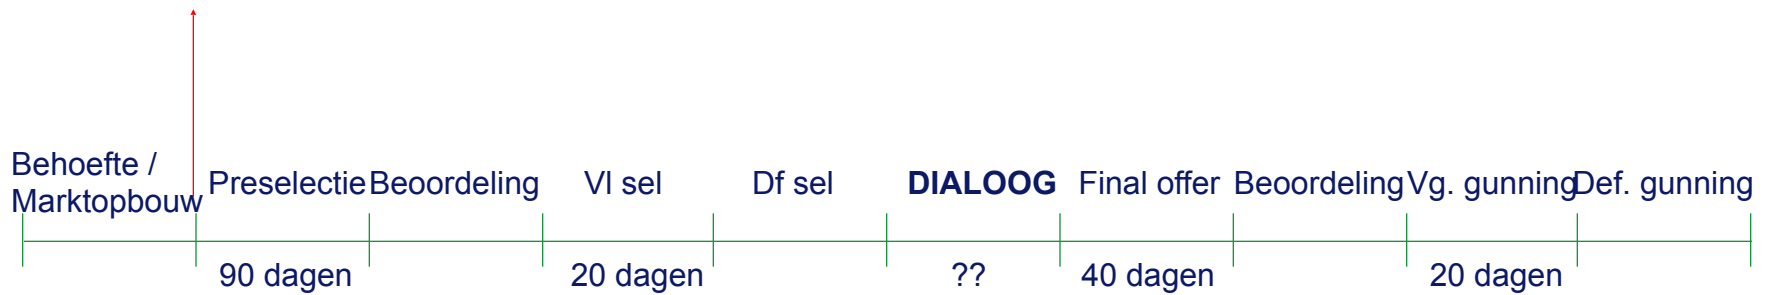 Behoefte /
Marktopbouw
Preselectie
Beoordeling
Vl sel
Df sel
DIALOOG
Final offer
Beoordeling
Vg. gunning
Def. gunning
90 dagen
20 dagen
??
40 dagen
20 dagen